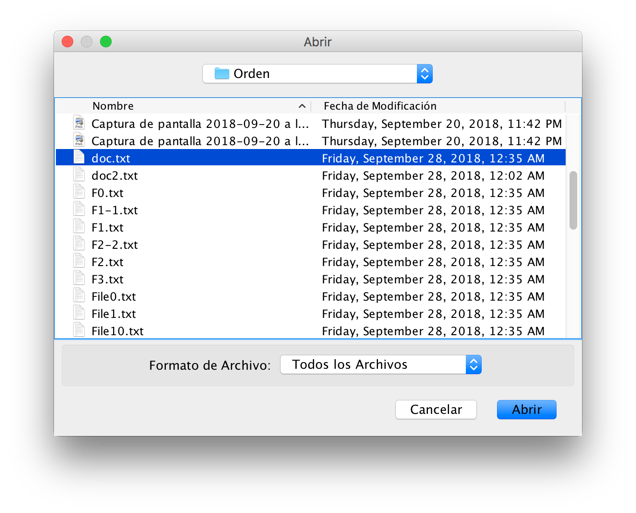 Abrir
Orden
Nombre Fecha de Modificación
Captura de pantalla 2018-09-20 a l... Thursday, September 20, 2018, 11:42 PM
Captura de pantalla 2018-09-20 a l... Thursday, September 20, 2018, 11:42 PM
doc.txt Friday, September 28, 2018, 12:35 AM
doc2.txt Friday, September 28, 2018, 12:02 AM
F0.txt Friday, September 28, 2018, 12:35 AM
F1-1.txt Friday, September 28, 2018, 12:35 AM
F1.txt Friday, September 28, 2018, 12:35 AM
F2-2.txt Friday, September 28, 2018, 12:35 AM
F2.txt Friday, September 28, 2018, 12:35 AM
F3.txt Friday, September 28, 2018, 12:35 AM
File0.txt Friday, September 28, 2018, 12:35 AM
File1.txt Friday, September 28, 2018, 12:35 AM
File10.txt Friday, September 28, 2018, 12:35 AM
Formato de Archivo: Todos los Archivos
Cancelar Abrir